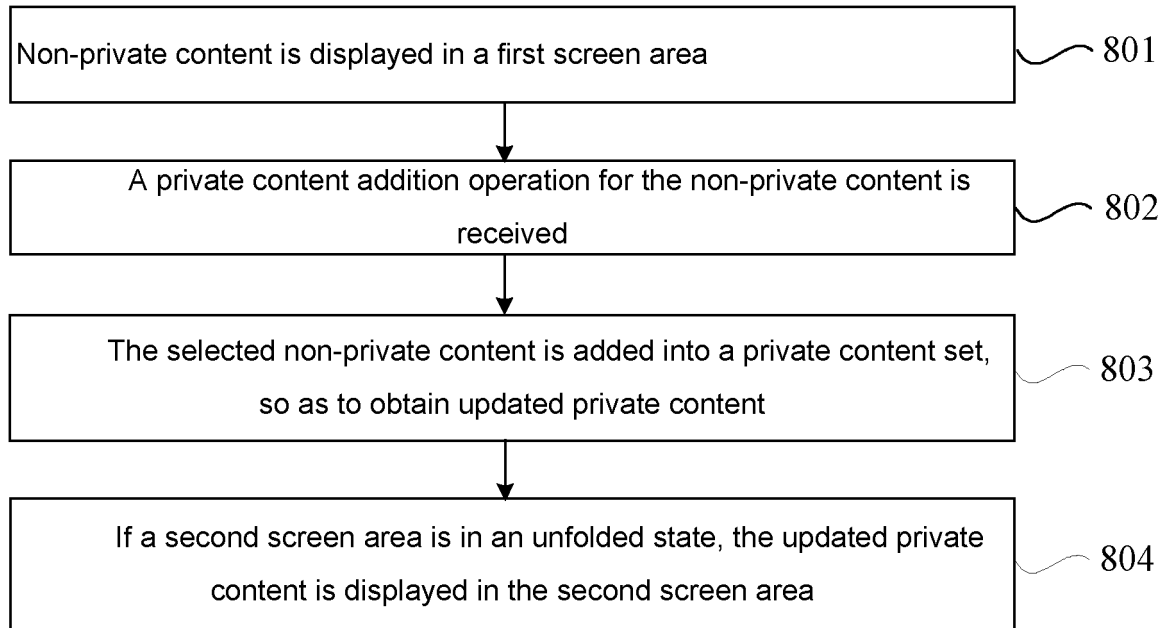 Non-private content is displayed in a first screen area
801
A private content addition operation for the non-private content is
received
802
The selected non-private content is added into a private content set,
so as to obtain updated private content
803
If a second screen area is in an unfolded state, the updated private
content is displayed in the second screen area
804